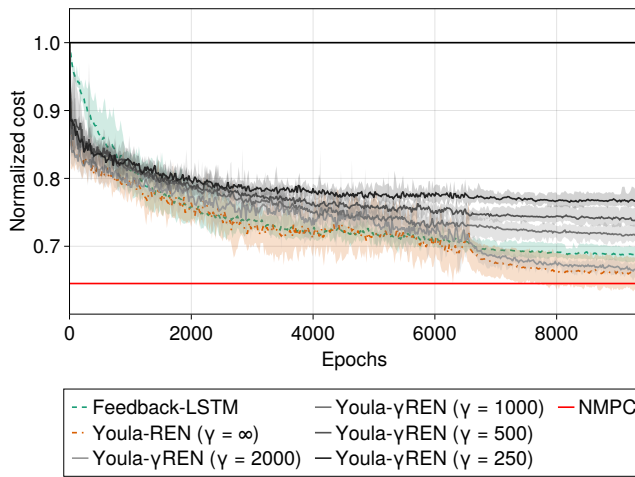 Normalized cost
1.0
0.9
0.8
0.7
0 2000 4000 6000 8000
Epochs
Feedback-LSTM Youla-γREN (γ = 1000) NMPC
Youla-REN (γ = ∞) Youla-γREN (γ = 500)
Youla-γREN (γ = 2000) Youla-γREN (γ = 250)